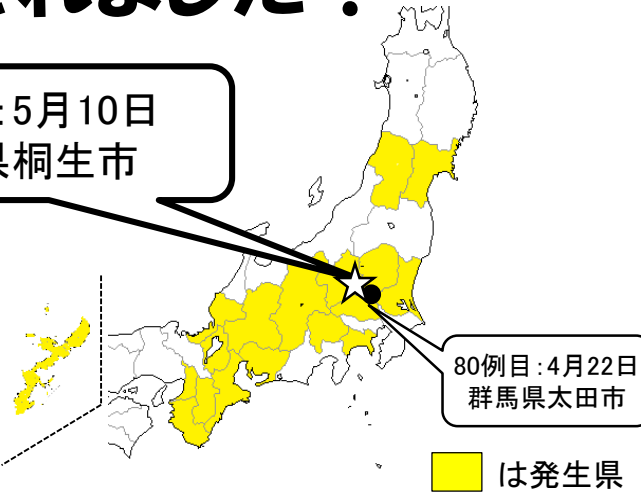 ました！
：5月10日
県桐生市
80例目：4月22日
群馬県太田市
は発生県